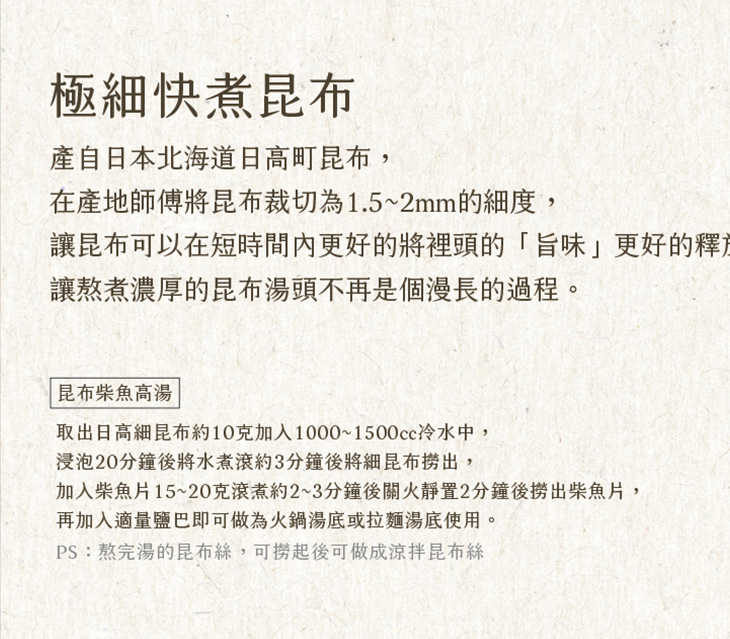 極細快煮昆布
產自日本北海道日高町昆布，
在產地師傅將昆布裁切為1.5~2mm的細度，
讓昆布可以在短時間內更好的將裡頭的「旨味」更好的釋放
讓熬煮濃厚的昆布湯頭不再是個漫長的過程。
昆布柴魚高湯
取出日高細昆布約10克加入1000~1500cc冷水中，
浸泡20分鐘後將水煮滾約3分鐘後將細昆布撈出，
加入柴魚片15~20克滾煮約2~3分鐘後關火靜置2分鐘後撈出柴魚片，
再加入適量鹽巴即可做為火鍋湯底或拉麵湯底使用。
PS：熬完湯的昆布絲，可撈起後可做成涼拌昆布絲